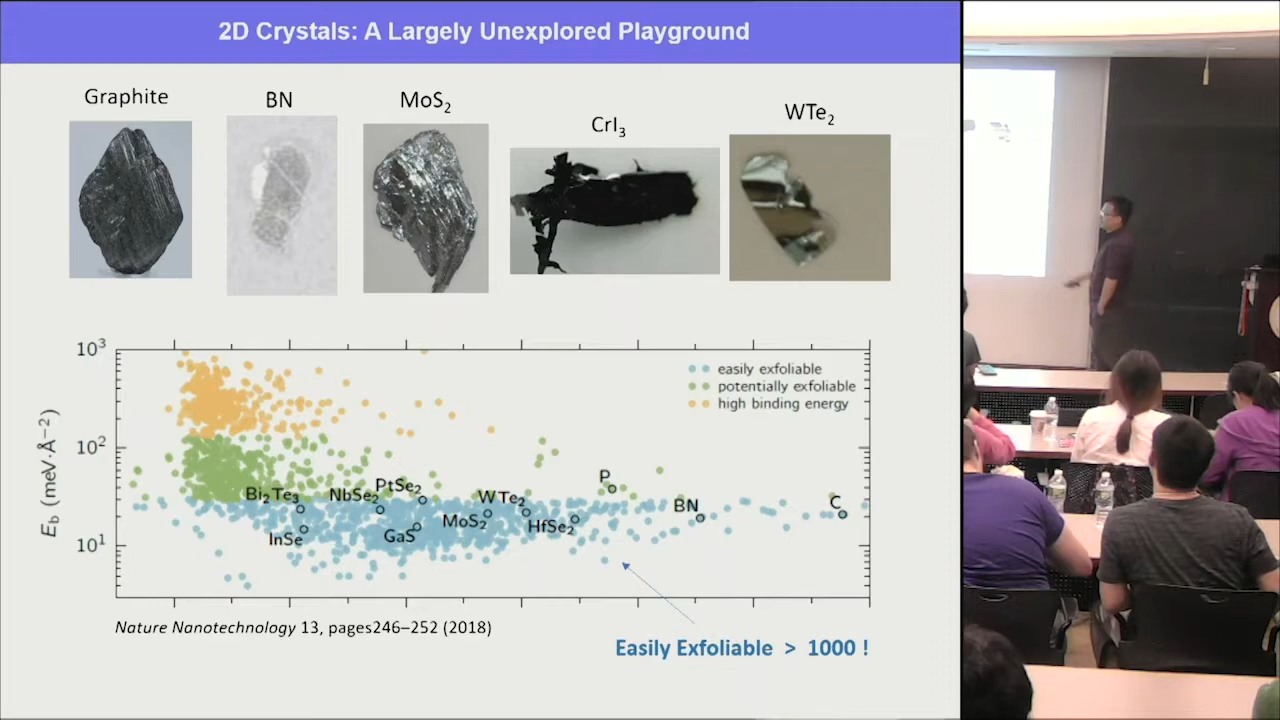 2D Crystals: A Largely Unexplored Playground
Graphite
BN
MoS₂
CrI₃
WTe₂
10³
10²
10¹
E_b (meV·Å⁻²)
easily exfoliable
potentially exfoliable
high binding energy
Bi₂Te₃
InSe
NbSe₂
PtSe₂
GaS
MoS₂
WTe₂
HfSe₂
P
BN
C
Nature Nanotechnology 13, pages246–252 (2018)
Easily Exfoliable > 1000 !